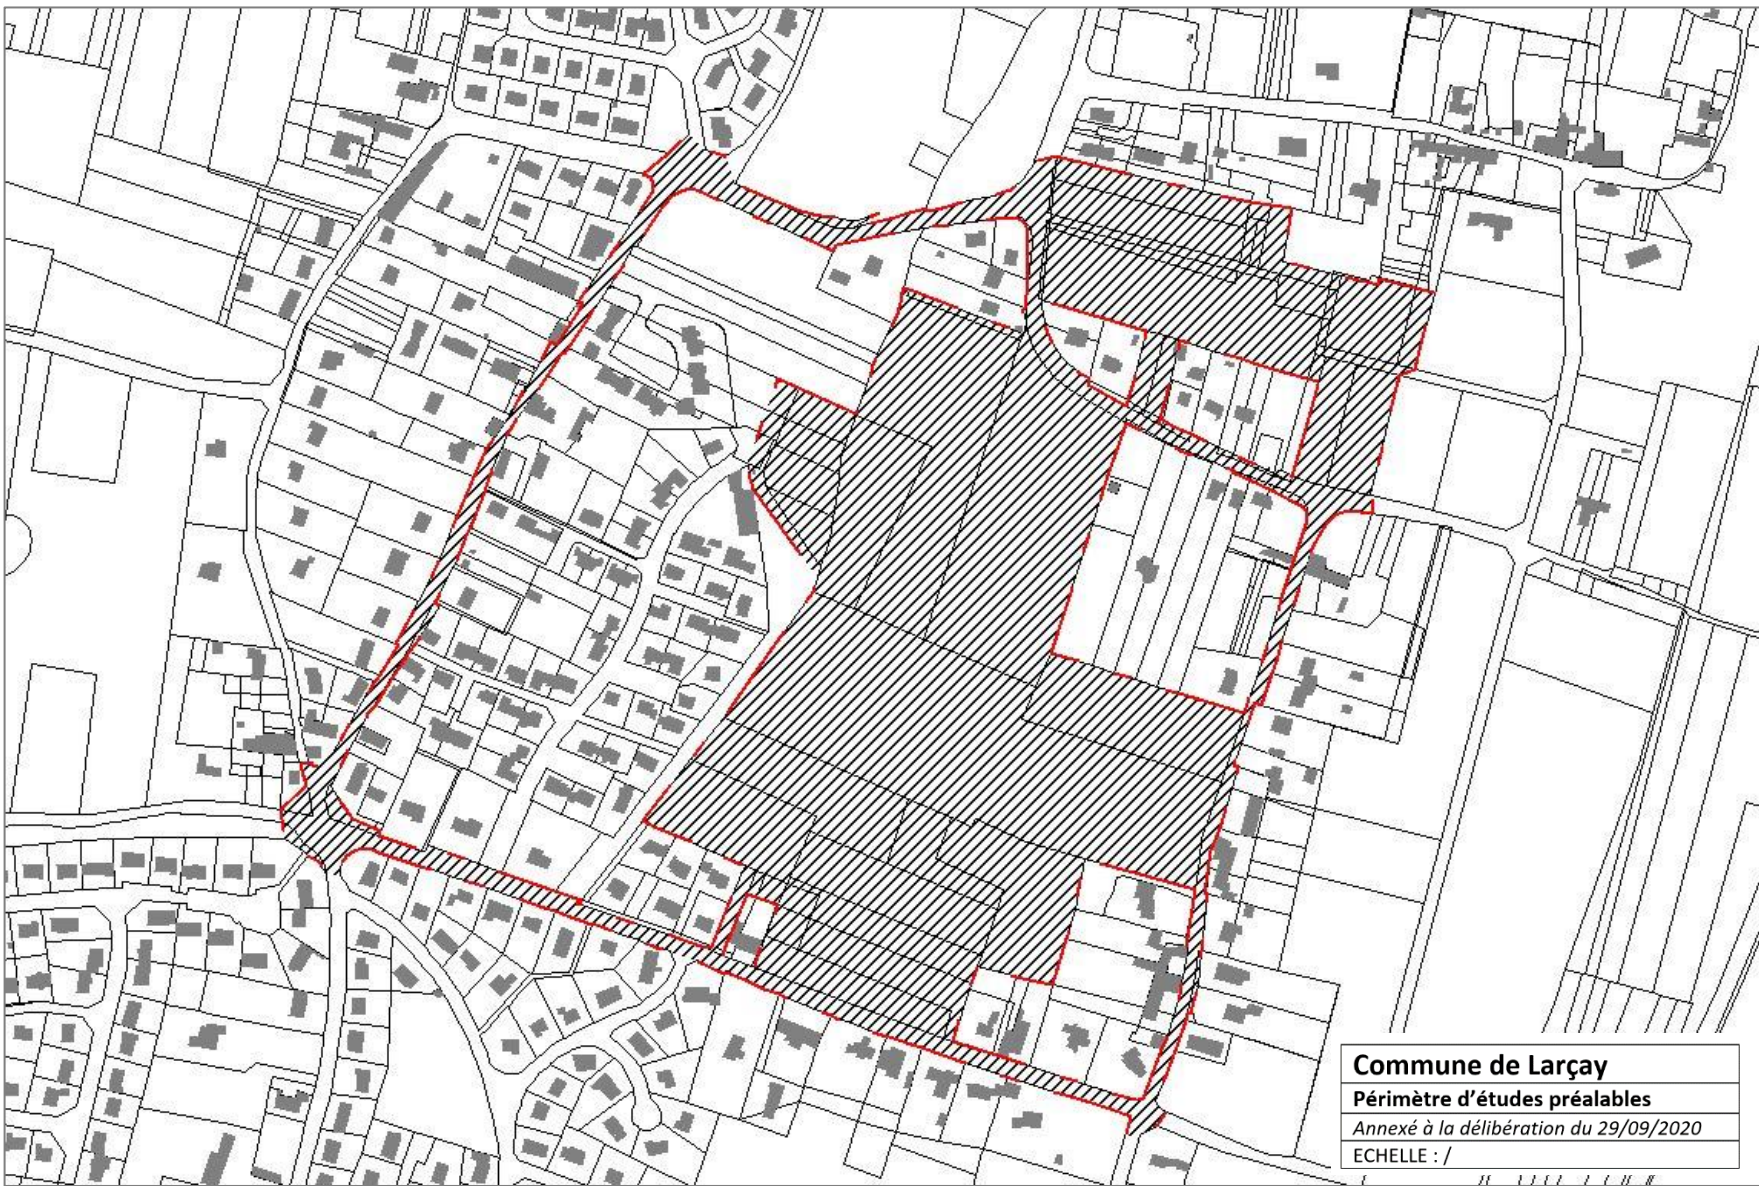 Commune de Larçay
Périmètre d'études préalables
Annexé à la délibération du 29/09/2020
ECHELLE : /